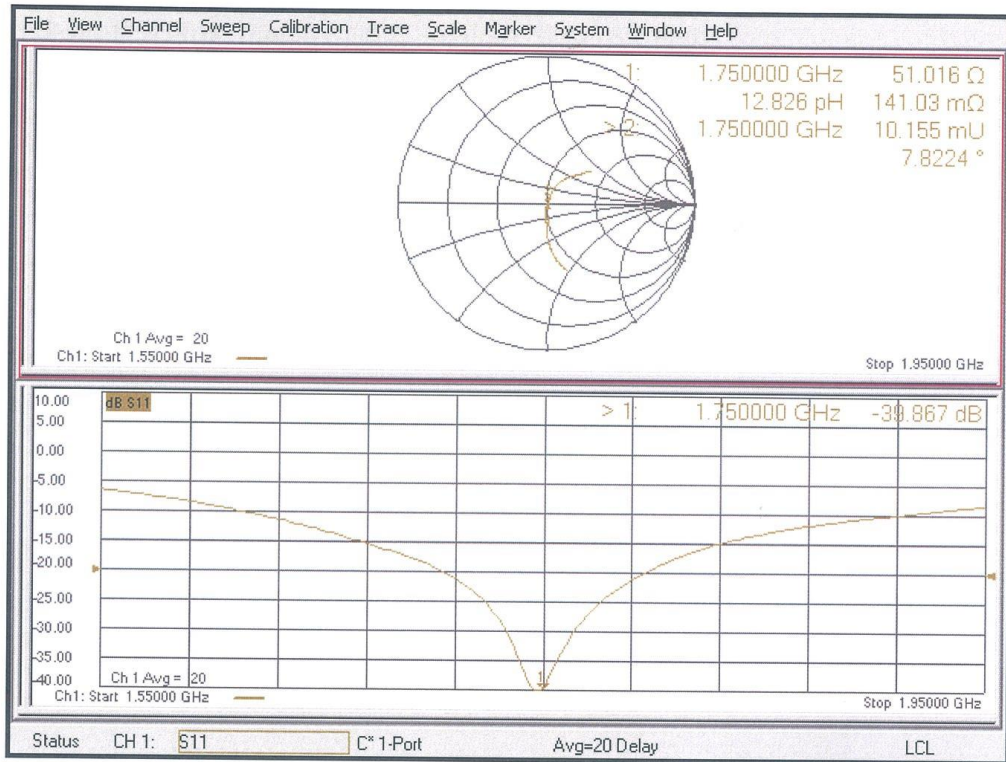 File View Channel Sweep Calibration Trace Scale Marker System Window Help
1: 1.750000 GHz 51.016 Ω
12.826 pH 141.03 mΩ
> 2: 1.750000 GHz 10.155 mU
7.8224 °
Ch 1 Avg = 20
Ch1: Start 1.55000 GHz
Stop 1.95000 GHz
10.00
dB S11
> 1: 1.750000 GHz -39.867 dB
5.00
0.00
-5.00
-10.00
-15.00
-20.00
-25.00
-30.00
-35.00
-40.00
1
Ch 1 Avg = 20
Ch1: Start 1.55000 GHz
Stop 1.95000 GHz
Status CH 1: S11 C* 1-Port Avg=20 Delay LCL